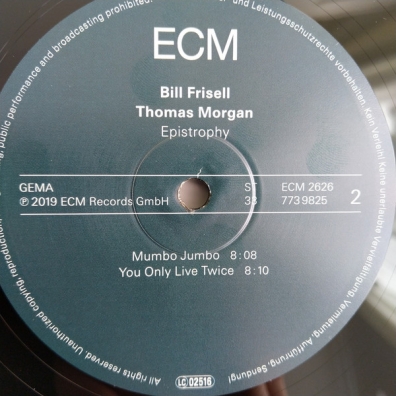 ECM
Bill Frisell
Thomas Morgan
Epistrophy
GEMA
℗ 2019 ECM Records GmbH
ST
33
ECM 2626
773 9825
2
Mumbo Jumbo 8:08
You Only Live Twice 8:10
All rights reserved. Unauthorized copying, reproduction, public performance and broadcasting prohibited.
und Leistungsschutzrechte vorbehalten. Kein Verleih! Keine unerlaubte Vervielfältigung, Vermietung, Aufführung, Sendung!
LC 02516